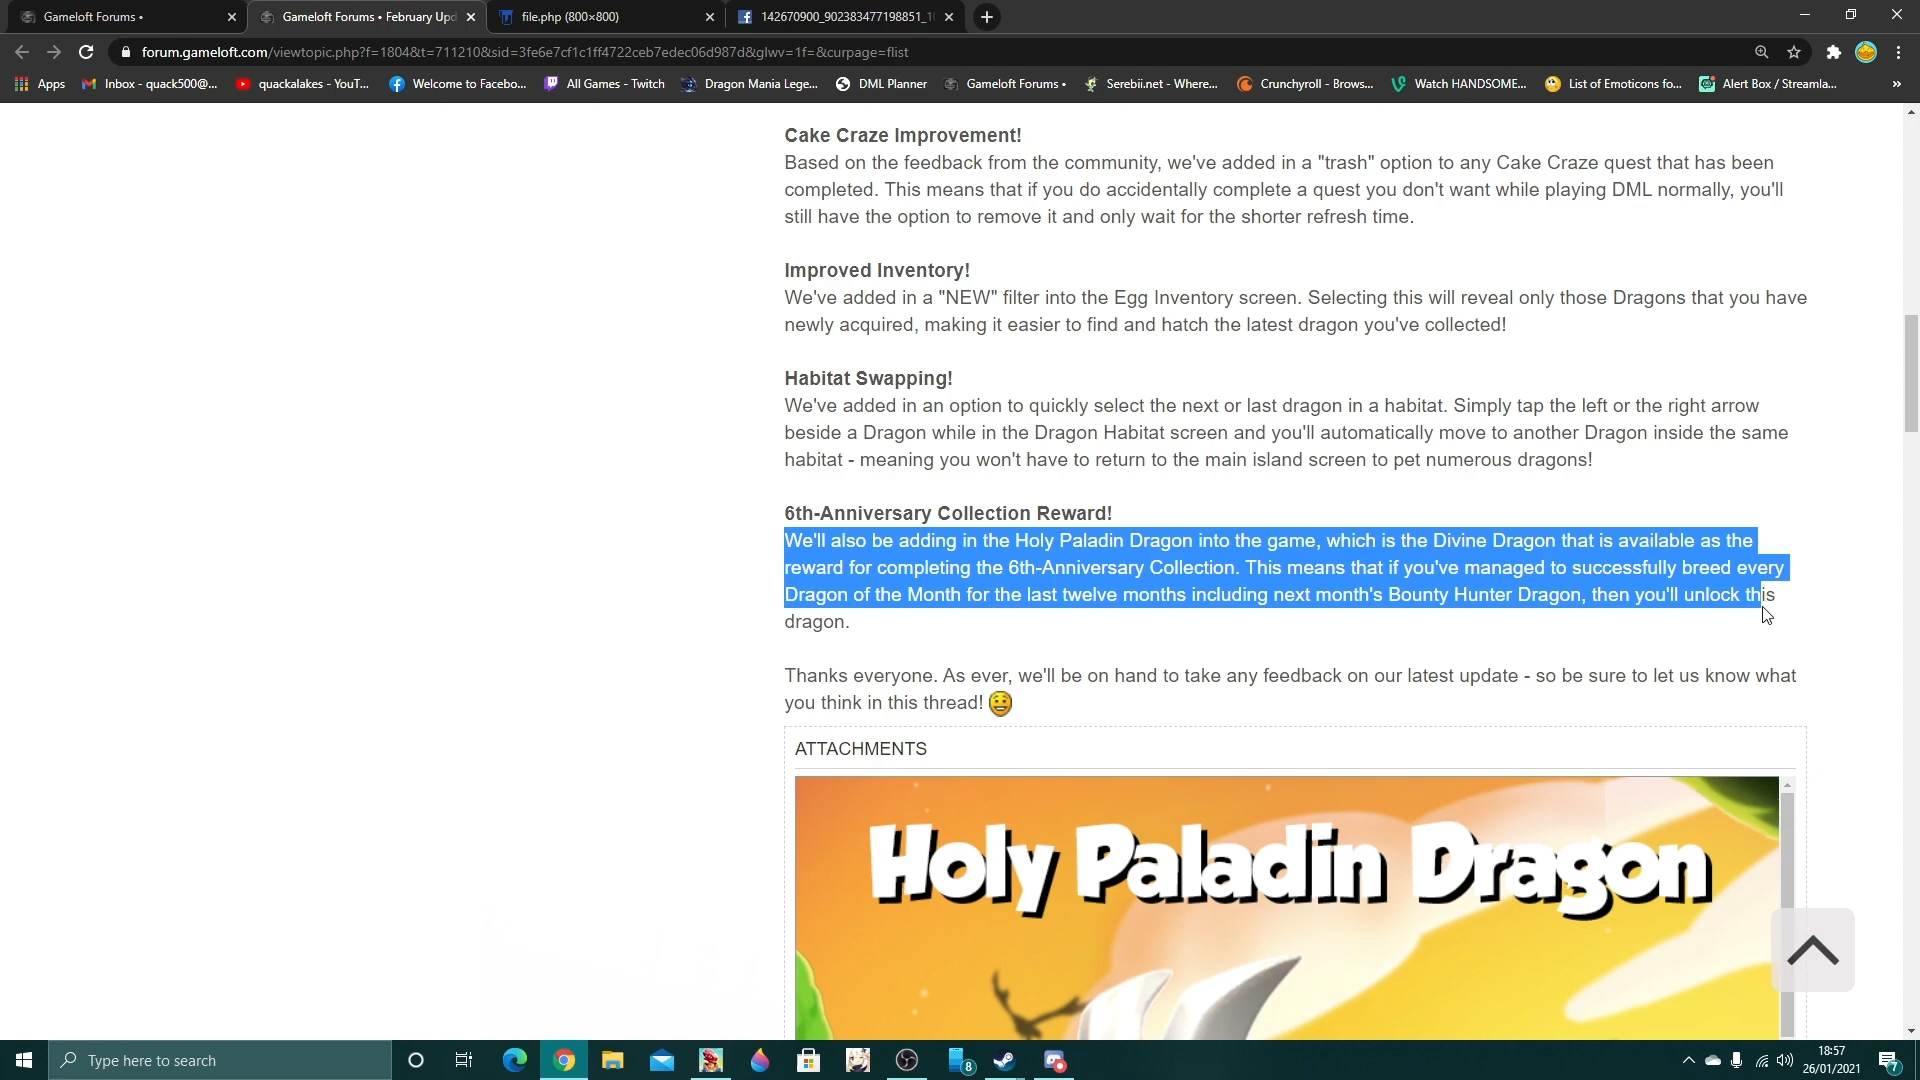 Gameloft Forums •
Gameloft Forums • February Upd
file.php (800×800)
142670900_902383477198851_1
forum.gameloft.com/viewtopic.php?f=1804&t=711210&sid=3fe6e7cf1c1ff4722ceb7edec06d987d&glwv=1f=&curpage=flist
Apps
Inbox - quack500@...
quackalakes - YouT...
Welcome to Facebo...
All Games - Twitch
Dragon Mania Lege...
DML Planner
Gameloft Forums •
Serebii.net - Where...
Crunchyroll - Brows...
Watch HANDSOME...
List of Emoticons fo...
Alert Box / Streamla...
»
Cake Craze Improvement!
Based on the feedback from the community, we've added in a "trash" option to any Cake Craze quest that has been
completed. This means that if you do accidentally complete a quest you don't want while playing DML normally, you'll
still have the option to remove it and only wait for the shorter refresh time.
Improved Inventory!
We've added in a "NEW" filter into the Egg Inventory screen. Selecting this will reveal only those Dragons that you have
newly acquired, making it easier to find and hatch the latest dragon you've collected!
Habitat Swapping!
We've added in an option to quickly select the next or last dragon in a habitat. Simply tap the left or the right arrow
beside a Dragon while in the Dragon Habitat screen and you'll automatically move to another Dragon inside the same
habitat - meaning you won't have to return to the main island screen to pet numerous dragons!
6th-Anniversary Collection Reward!
We'll also be adding in the Holy Paladin Dragon into the game, which is the Divine Dragon that is available as the
reward for completing the 6th-Anniversary Collection. This means that if you've managed to successfully breed every
Dragon of the Month for the last twelve months including next month's Bounty Hunter Dragon, then you'll unlock this
dragon.
Thanks everyone. As ever, we'll be on hand to take any feedback on our latest update - so be sure to let us know what
you think in this thread!
ATTACHMENTS
Holy Paladin Dragon
Type here to search
8
18:57
26/01/2021
7